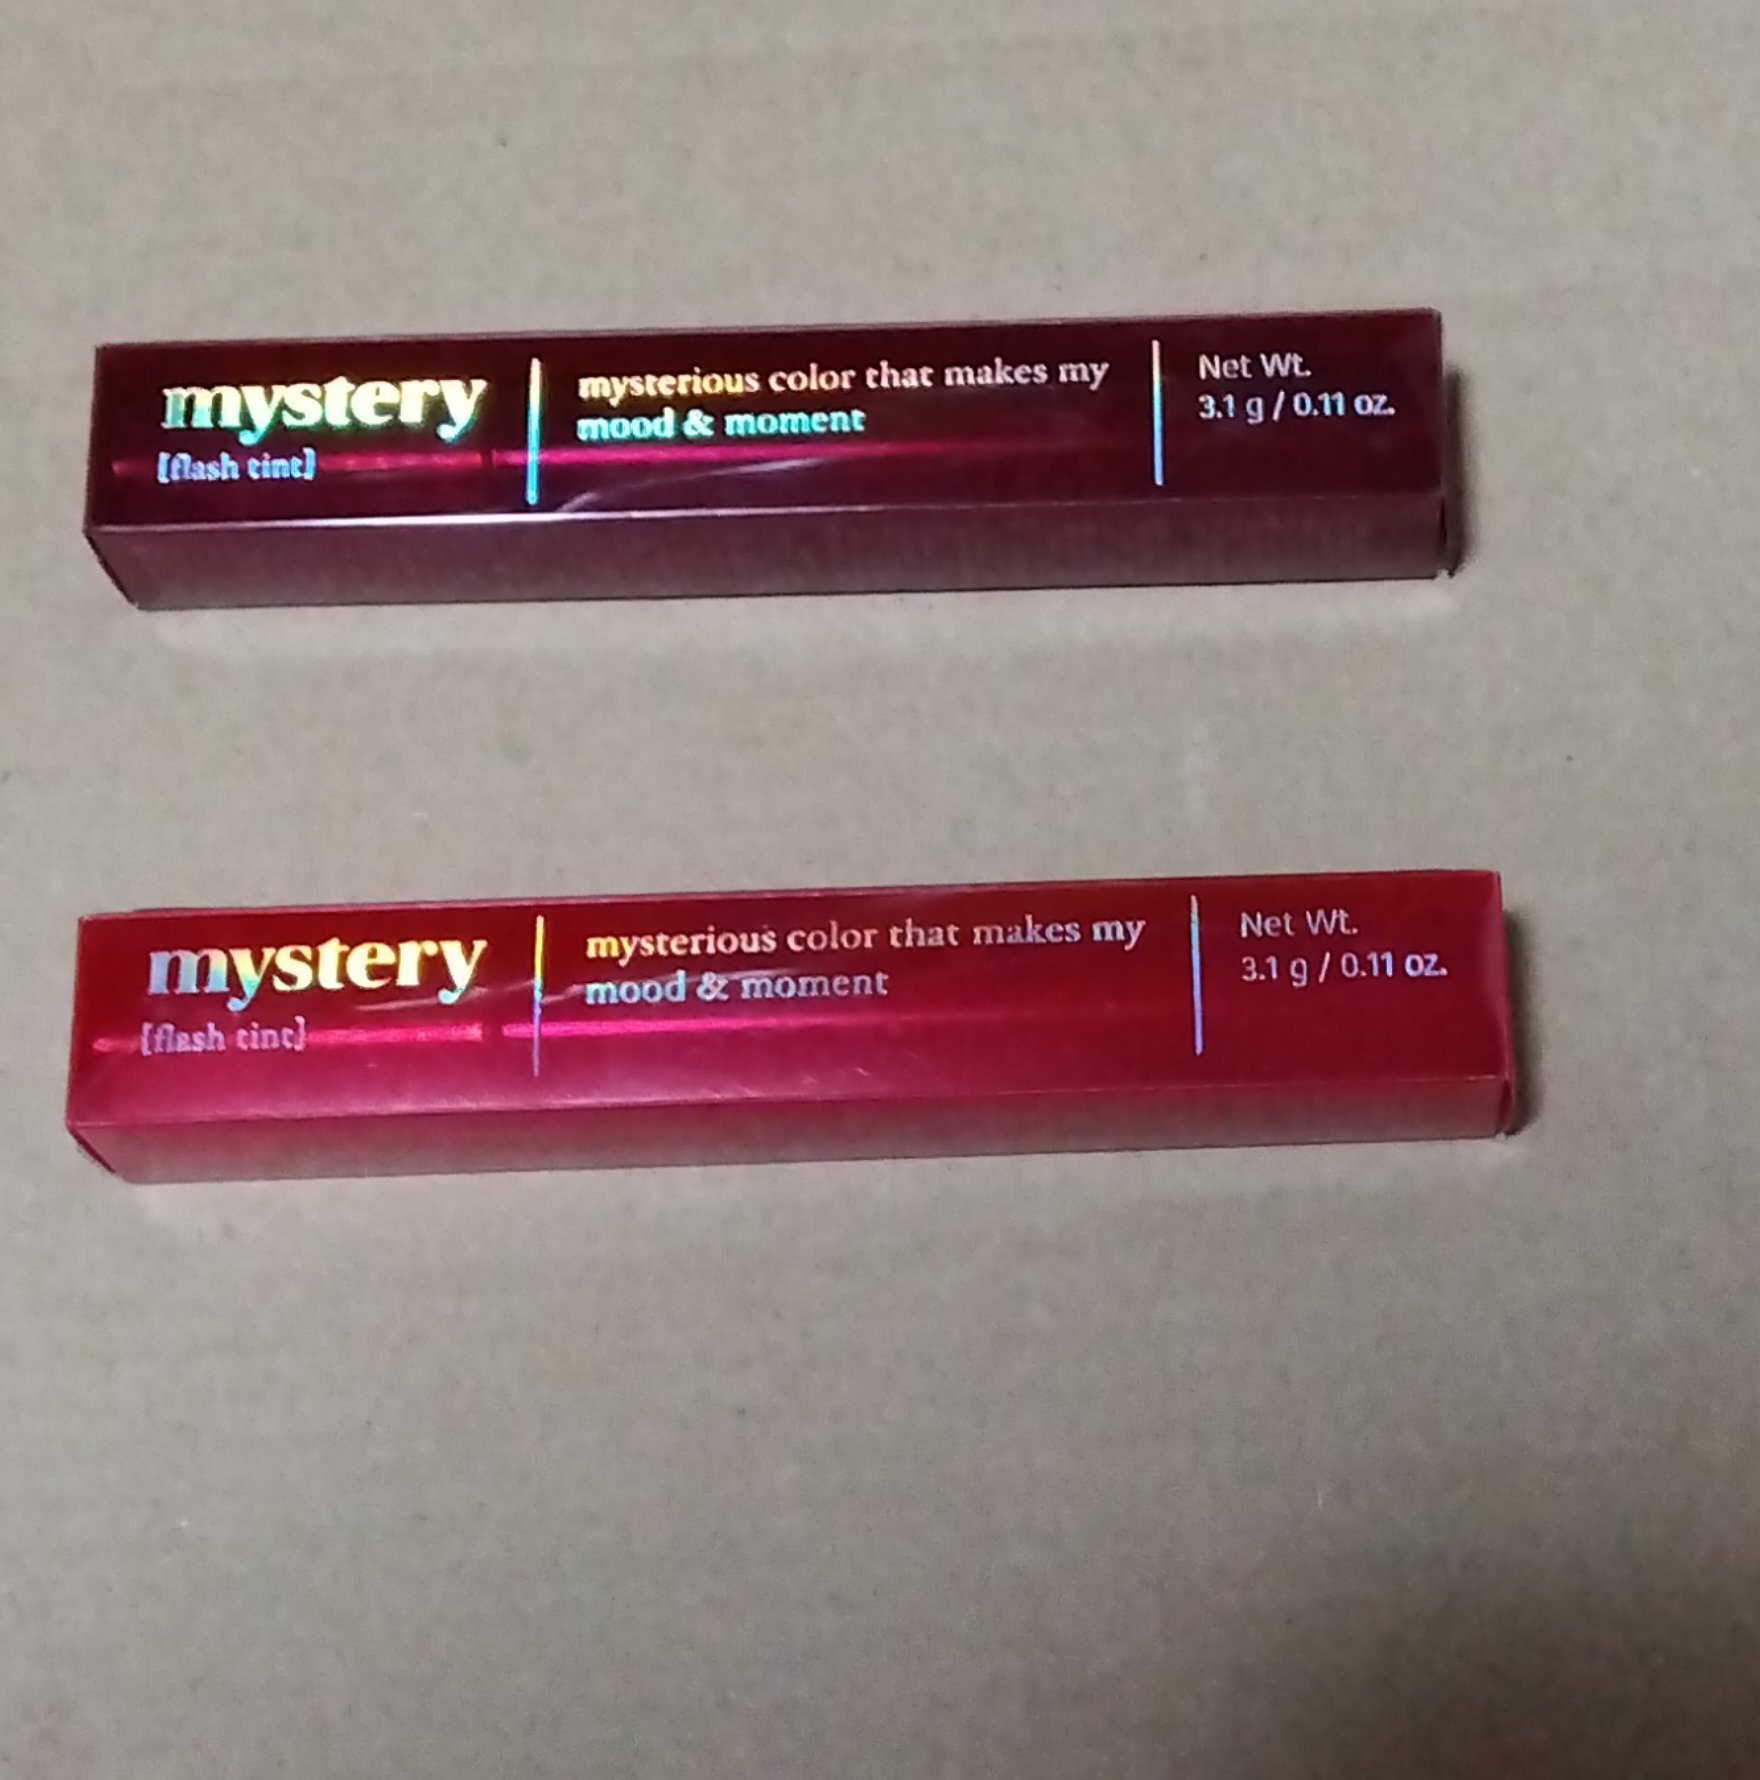 mystery
[flash tint]
mysterious color that makes my
mood & moment
Net Wt.
3.1 g / 0.11 oz.
mystery
[flash tint]
mysterious color that makes my
mood & moment
Net Wt.
3.1 g / 0.11 oz.